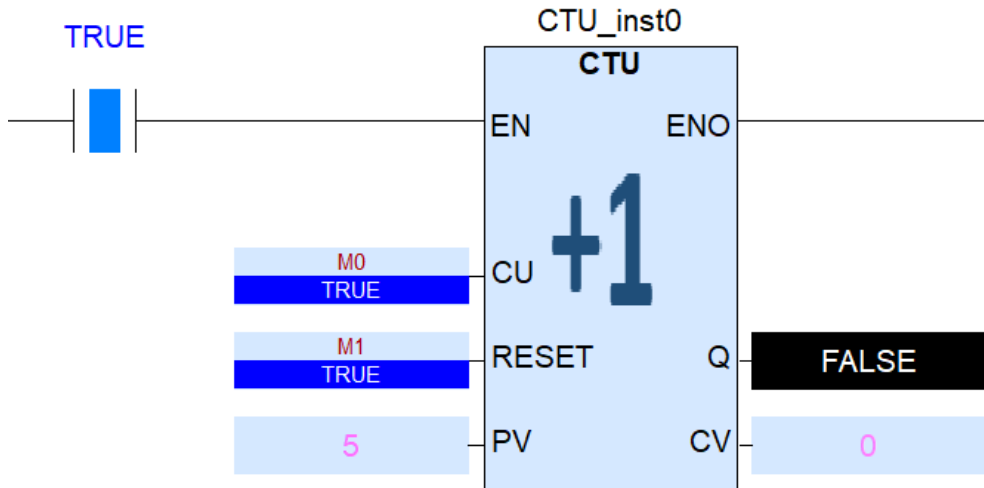 CTU_inst0
TRUE
CTU
EN ENO
+1
M0
TRUE
CU
M1
TRUE
RESET Q FALSE
5 PV CV 0